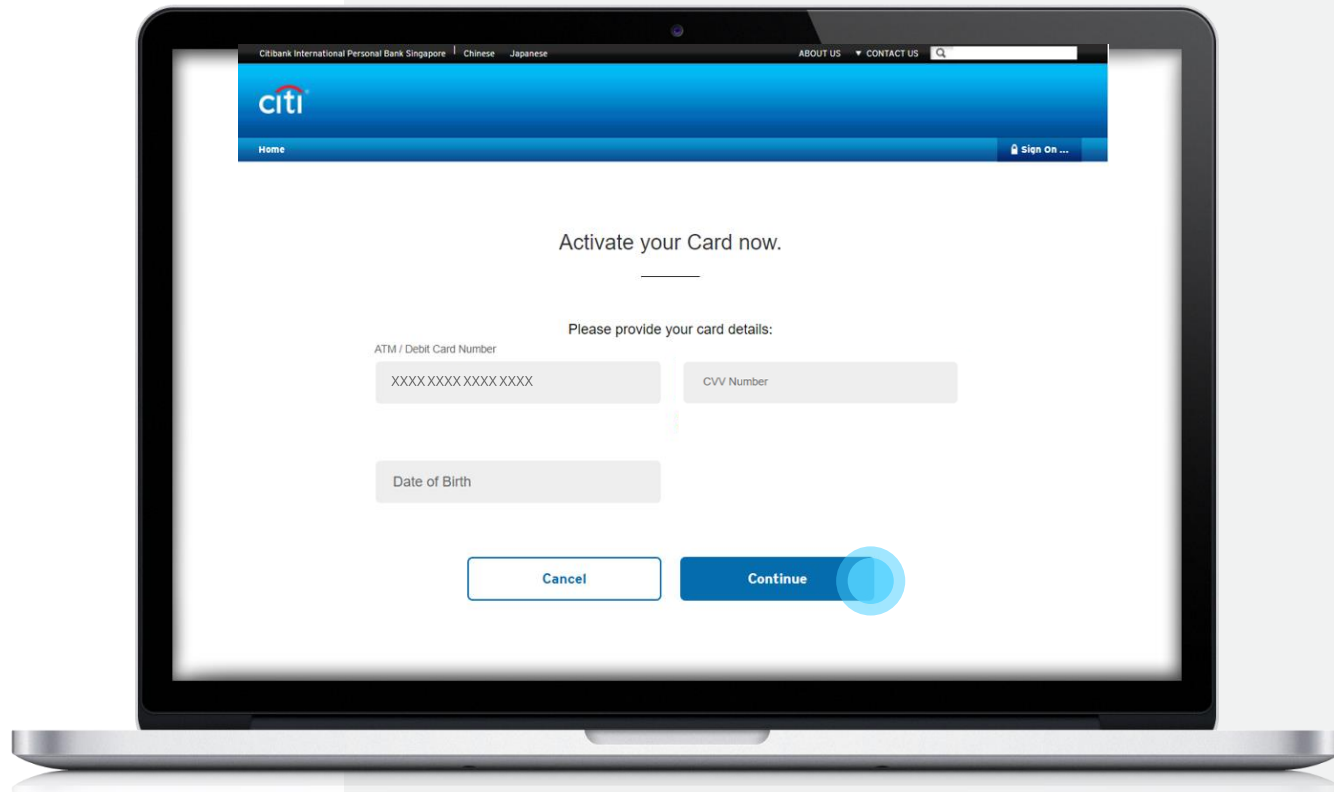 Citibank International Personal Bank Singapore | Chinese Japanese ABOUT US ▼ CONTACT US
citi
Home Sign On ...
Activate your Card now.
Please provide your card details:
ATM / Debit Card Number
XXXX XXXX XXXX XXXX CVV Number
Date of Birth
Cancel Continue